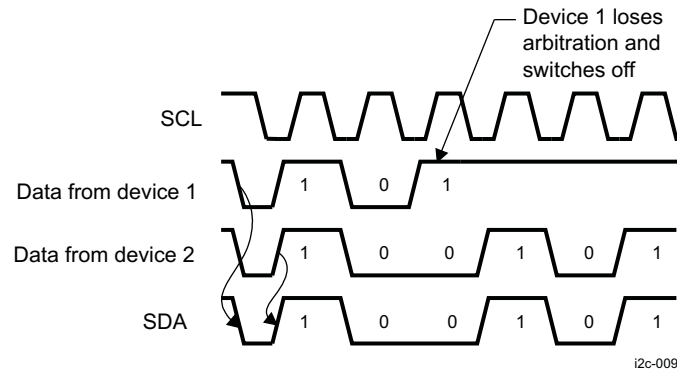 Device 1 loses
arbitration and
switches off
SCL
Data from device 1
1 0 1
Data from device 2
1 0 0 1 0 1
SDA
1 0 0 1 0 1
i2c-009